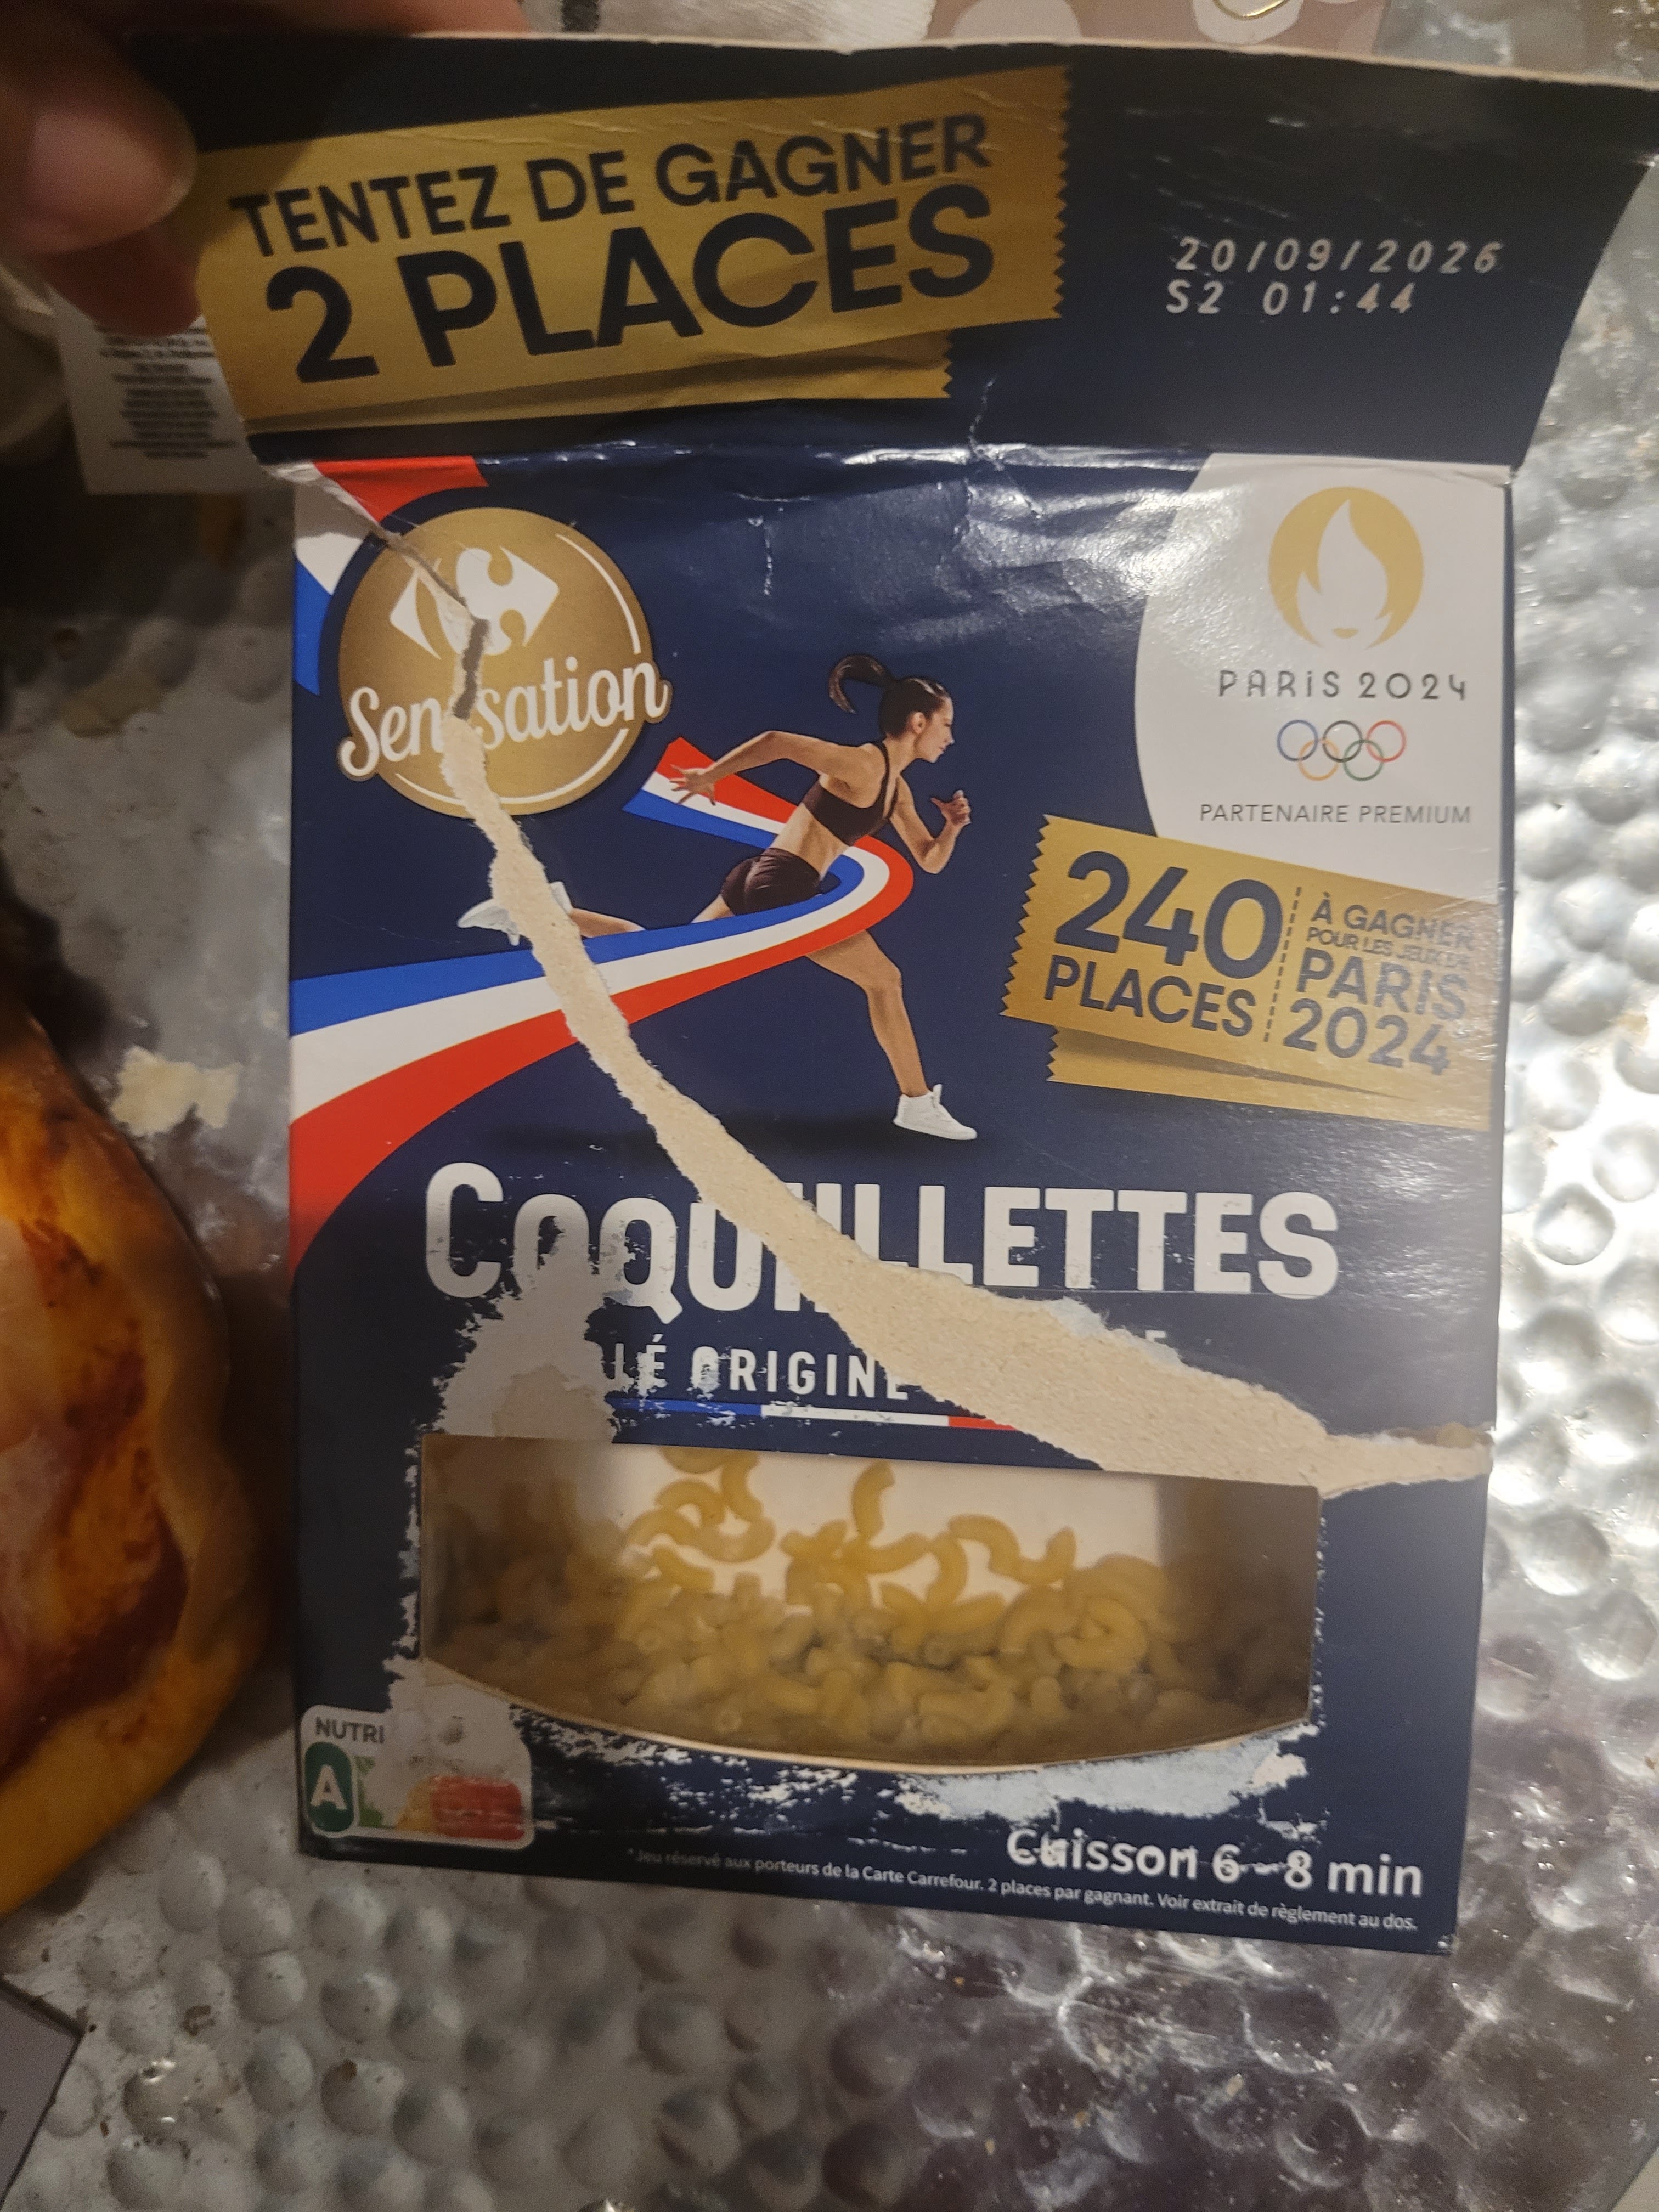 TENTEZ DE GAGNER
2 PLACES
20/09/2026
S2 01:44
Sensation
PARIS 2024
PARTENAIRE PREMIUM
240
PLACES
À GAGNER
POUR LES JEUX DE
PARIS
2024
COQUILLETTES
ORIGINE
NUTRI
A
Cuisson 6-8 min
*Jeu réservé aux porteurs de la Carte Carrefour. 2 places par gagnant. Voir extrait de règlement au dos.